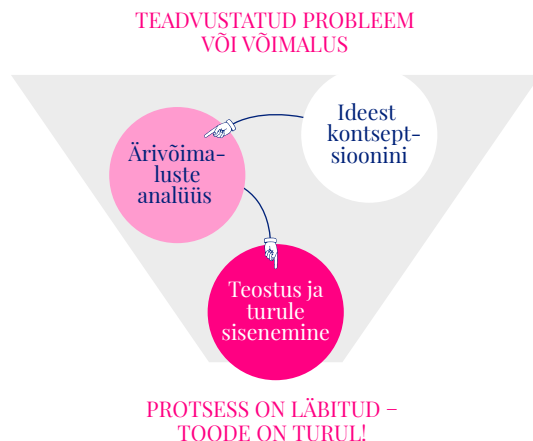 TEADVUSTATUD PROBLEEM
VÕI VÕIMALUS
Ideest
kontsept-
sioonini
Ärivõima-
luste
analüüs
Teostus ja
turule
sisenemine
PROTSESS ON LÄBITUD –
TOODE ON TURUL!